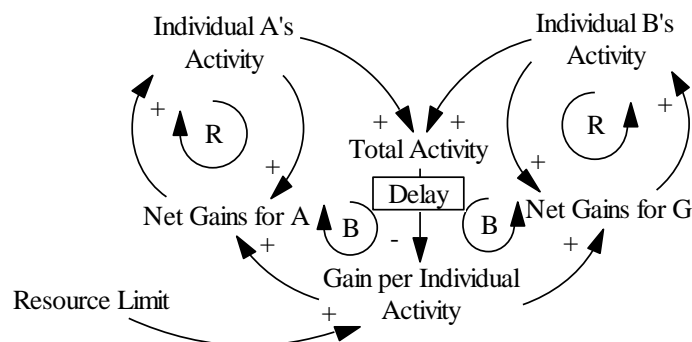 Individual A's
Activity
Individual B's
Activity
+
R
+
+
+
R
+
+
Total Activity
Delay
Net Gains for A
B
B
Net Gains for G
+
-
+
Gain per Individual
Activity
Resource Limit
+